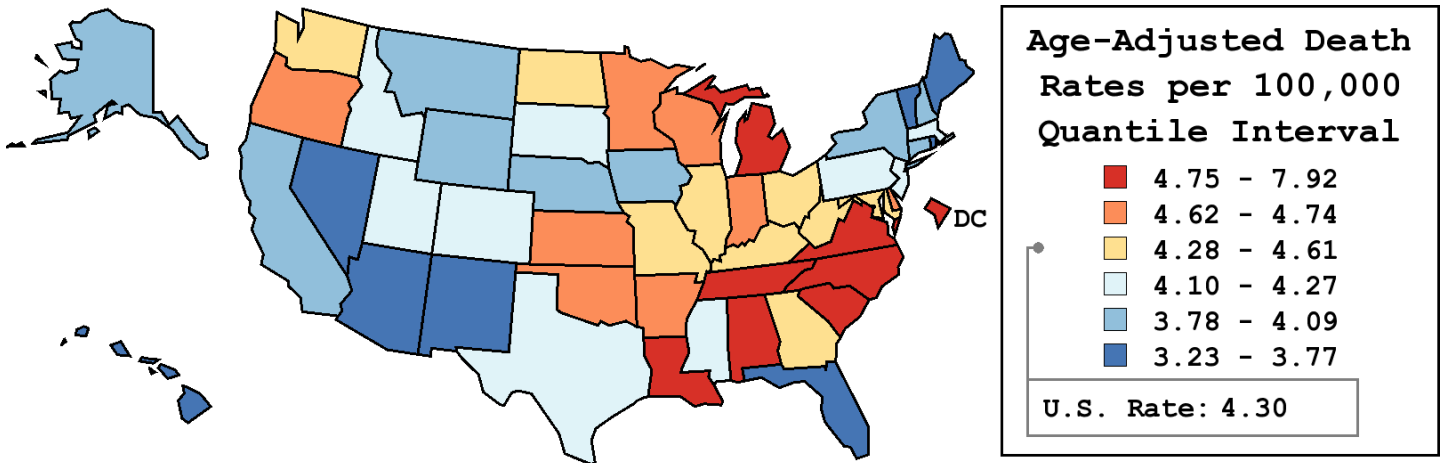 Age-Adjusted Death
Rates per 100,000
Quantile Interval
4.75 - 7.92
4.62 - 4.74
4.28 - 4.61
4.10 - 4.27
3.78 - 4.09
3.23 - 3.77
U.S. Rate: 4.30
DC